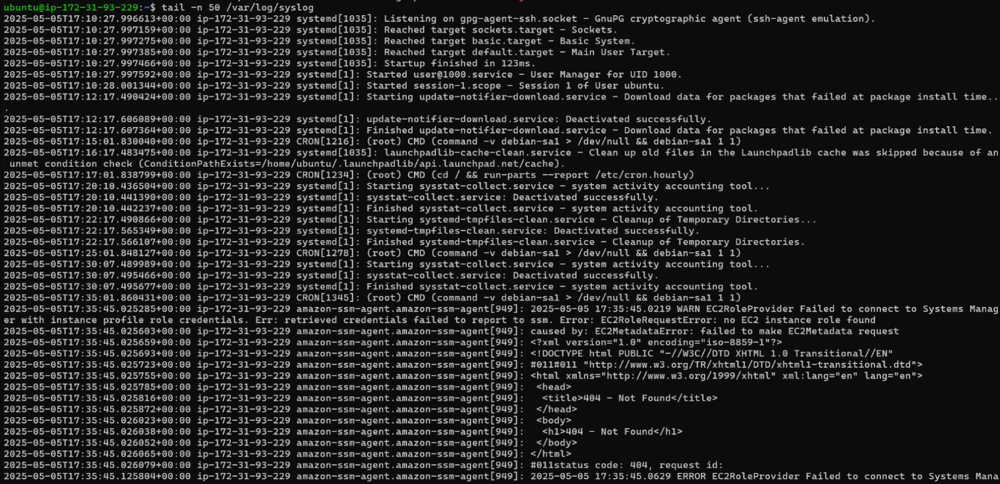 ubuntu@ip-172-31-93-229:~$ tail -n 50 /var/log/syslog
2025-05-05T17:10:27.996613+00:00 ip-172-31-93-229 systemd[1035]: Listening on gpg-agent-ssh.socket - GnuPG cryptographic agent (ssh-agent emulation).
2025-05-05T17:10:27.997159+00:00 ip-172-31-93-229 systemd[1035]: Reached target sockets.target - Sockets.
2025-05-05T17:10:27.997275+00:00 ip-172-31-93-229 systemd[1035]: Reached target basic.target - Basic System.
2025-05-05T17:10:27.997385+00:00 ip-172-31-93-229 systemd[1035]: Reached target default.target - Main User Target.
2025-05-05T17:10:27.997466+00:00 ip-172-31-93-229 systemd[1035]: Startup finished in 123ms.
2025-05-05T17:10:27.997592+00:00 ip-172-31-93-229 systemd[1]: Started user@1000.service - User Manager for UID 1000.
2025-05-05T17:10:28.001344+00:00 ip-172-31-93-229 systemd[1]: Started session-1.scope - Session 1 of User ubuntu.
2025-05-05T17:12:17.490424+00:00 ip-172-31-93-229 systemd[1]: Starting update-notifier-download.service - Download data for packages that failed at package install time..
.
2025-05-05T17:12:17.606089+00:00 ip-172-31-93-229 systemd[1]: update-notifier-download.service: Deactivated successfully.
2025-05-05T17:12:17.607364+00:00 ip-172-31-93-229 systemd[1]: Finished update-notifier-download.service - Download data for packages that failed at package install time.
2025-05-05T17:15:01.830040+00:00 ip-172-31-93-229 CRON[1216]: (root) CMD (command -v debian-sa1 > /dev/null && debian-sa1 1 1)
2025-05-05T17:16:17.483475+00:00 ip-172-31-93-229 systemd[1035]: launchpadlib-cache-clean.service - Clean up old files in the Launchpadlib cache was skipped because of an
 unmet condition check (ConditionPathExists=/home/ubuntu/.launchpadlib/api.launchpad.net/cache).
2025-05-05T17:17:01.838799+00:00 ip-172-31-93-229 CRON[1234]: (root) CMD (cd / && run-parts --report /etc/cron.hourly)
2025-05-05T17:20:10.436504+00:00 ip-172-31-93-229 systemd[1]: Starting sysstat-collect.service - system activity accounting tool...
2025-05-05T17:20:10.441390+00:00 ip-172-31-93-229 systemd[1]: sysstat-collect.service: Deactivated successfully.
2025-05-05T17:20:10.442237+00:00 ip-172-31-93-229 systemd[1]: Finished sysstat-collect.service - system activity accounting tool.
2025-05-05T17:22:17.490866+00:00 ip-172-31-93-229 systemd[1]: Starting systemd-tmpfiles-clean.service - Cleanup of Temporary Directories...
2025-05-05T17:22:17.565349+00:00 ip-172-31-93-229 systemd[1]: systemd-tmpfiles-clean.service: Deactivated successfully.
2025-05-05T17:22:17.566107+00:00 ip-172-31-93-229 systemd[1]: Finished systemd-tmpfiles-clean.service - Cleanup of Temporary Directories.
2025-05-05T17:25:01.848127+00:00 ip-172-31-93-229 CRON[1278]: (root) CMD (command -v debian-sa1 > /dev/null && debian-sa1 1 1)
2025-05-05T17:30:07.489989+00:00 ip-172-31-93-229 systemd[1]: Starting sysstat-collect.service - system activity accounting tool...
2025-05-05T17:30:07.495466+00:00 ip-172-31-93-229 systemd[1]: sysstat-collect.service: Deactivated successfully.
2025-05-05T17:30:07.495677+00:00 ip-172-31-93-229 systemd[1]: Finished sysstat-collect.service - system activity accounting tool.
2025-05-05T17:35:01.860431+00:00 ip-172-31-93-229 CRON[1345]: (root) CMD (command -v debian-sa1 > /dev/null && debian-sa1 1 1)
2025-05-05T17:35:45.025285+00:00 ip-172-31-93-229 amazon-ssm-agent.amazon-ssm-agent[949]: 2025-05-05 17:35:45.0219 WARN EC2RoleProvider Failed to connect to Systems Manag
er with instance profile role credentials. Err: retrieved credentials failed to report to ssm. Error: EC2RoleRequestError: no EC2 instance role found
2025-05-05T17:35:45.025603+00:00 ip-172-31-93-229 amazon-ssm-agent.amazon-ssm-agent[949]: caused by: EC2MetadataError: failed to make EC2Metadata request
2025-05-05T17:35:45.025659+00:00 ip-172-31-93-229 amazon-ssm-agent.amazon-ssm-agent[949]: <?xml version="1.0" encoding="iso-8859-1"?>
2025-05-05T17:35:45.025693+00:00 ip-172-31-93-229 amazon-ssm-agent.amazon-ssm-agent[949]: <!DOCTYPE html PUBLIC "-//W3C//DTD XHTML 1.0 Transitional//EN"
2025-05-05T17:35:45.025723+00:00 ip-172-31-93-229 amazon-ssm-agent.amazon-ssm-agent[949]: #011#011 "http://www.w3.org/TR/xhtml1/DTD/xhtml1-transitional.dtd">
2025-05-05T17:35:45.025755+00:00 ip-172-31-93-229 amazon-ssm-agent.amazon-ssm-agent[949]: <html xmlns="http://www.w3.org/1999/xhtml" xml:lang="en" lang="en">
2025-05-05T17:35:45.025785+00:00 ip-172-31-93-229 amazon-ssm-agent.amazon-ssm-agent[949]:  <head>
2025-05-05T17:35:45.025816+00:00 ip-172-31-93-229 amazon-ssm-agent.amazon-ssm-agent[949]:   <title>404 - Not Found</title>
2025-05-05T17:35:45.025872+00:00 ip-172-31-93-229 amazon-ssm-agent.amazon-ssm-agent[949]:  </head>
2025-05-05T17:35:45.026023+00:00 ip-172-31-93-229 amazon-ssm-agent.amazon-ssm-agent[949]:  <body>
2025-05-05T17:35:45.026038+00:00 ip-172-31-93-229 amazon-ssm-agent.amazon-ssm-agent[949]:   <h1>404 - Not Found</h1>
2025-05-05T17:35:45.026052+00:00 ip-172-31-93-229 amazon-ssm-agent.amazon-ssm-agent[949]:  </body>
2025-05-05T17:35:45.026065+00:00 ip-172-31-93-229 amazon-ssm-agent.amazon-ssm-agent[949]: </html>
2025-05-05T17:35:45.026079+00:00 ip-172-31-93-229 amazon-ssm-agent.amazon-ssm-agent[949]: #011status code: 404, request id:
2025-05-05T17:35:45.125804+00:00 ip-172-31-93-229 amazon-ssm-agent.amazon-ssm-agent[949]: 2025-05-05 17:35:45.0629 ERROR EC2RoleProvider Failed to connect to Systems Mana